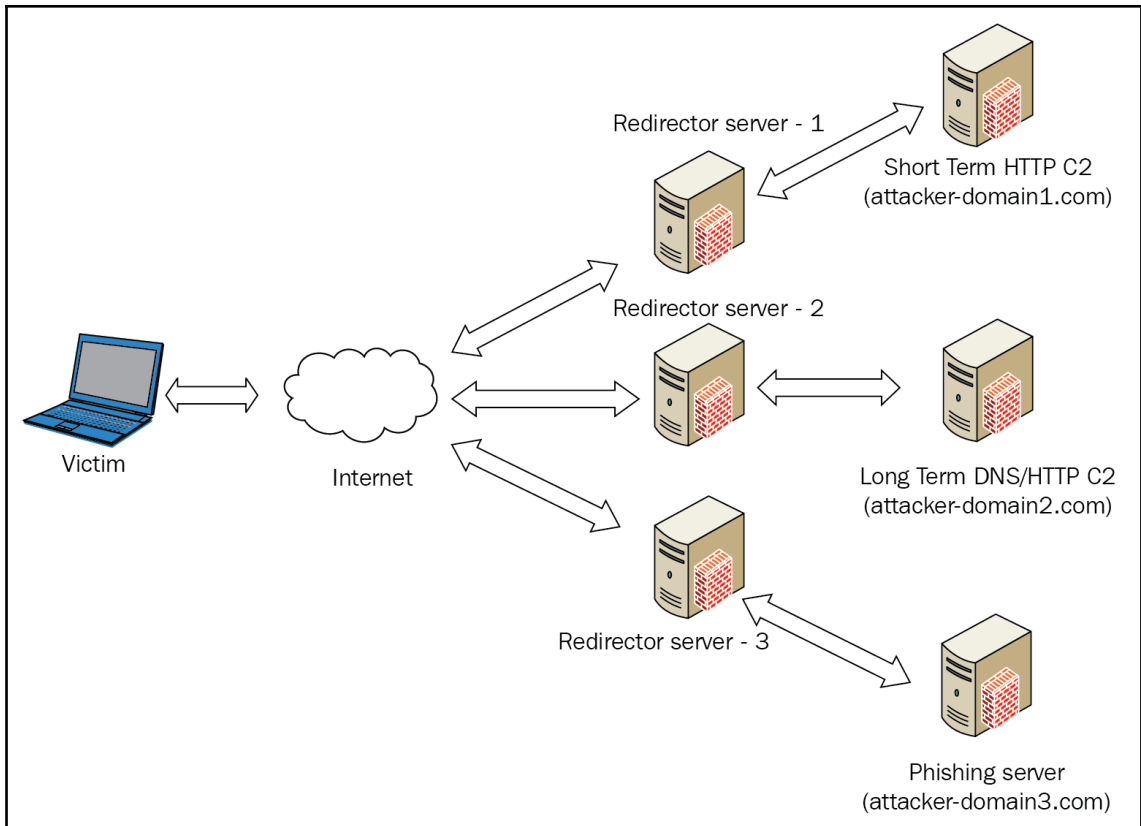 Redirector server - 1
Short Term HTTP C2
(attacker-domain1.com)
Redirector server - 2
Victim
Internet
Long Term DNS/HTTP C2
(attacker-domain2.com)
Redirector server - 3
Phishing server
(attacker-domain3.com)